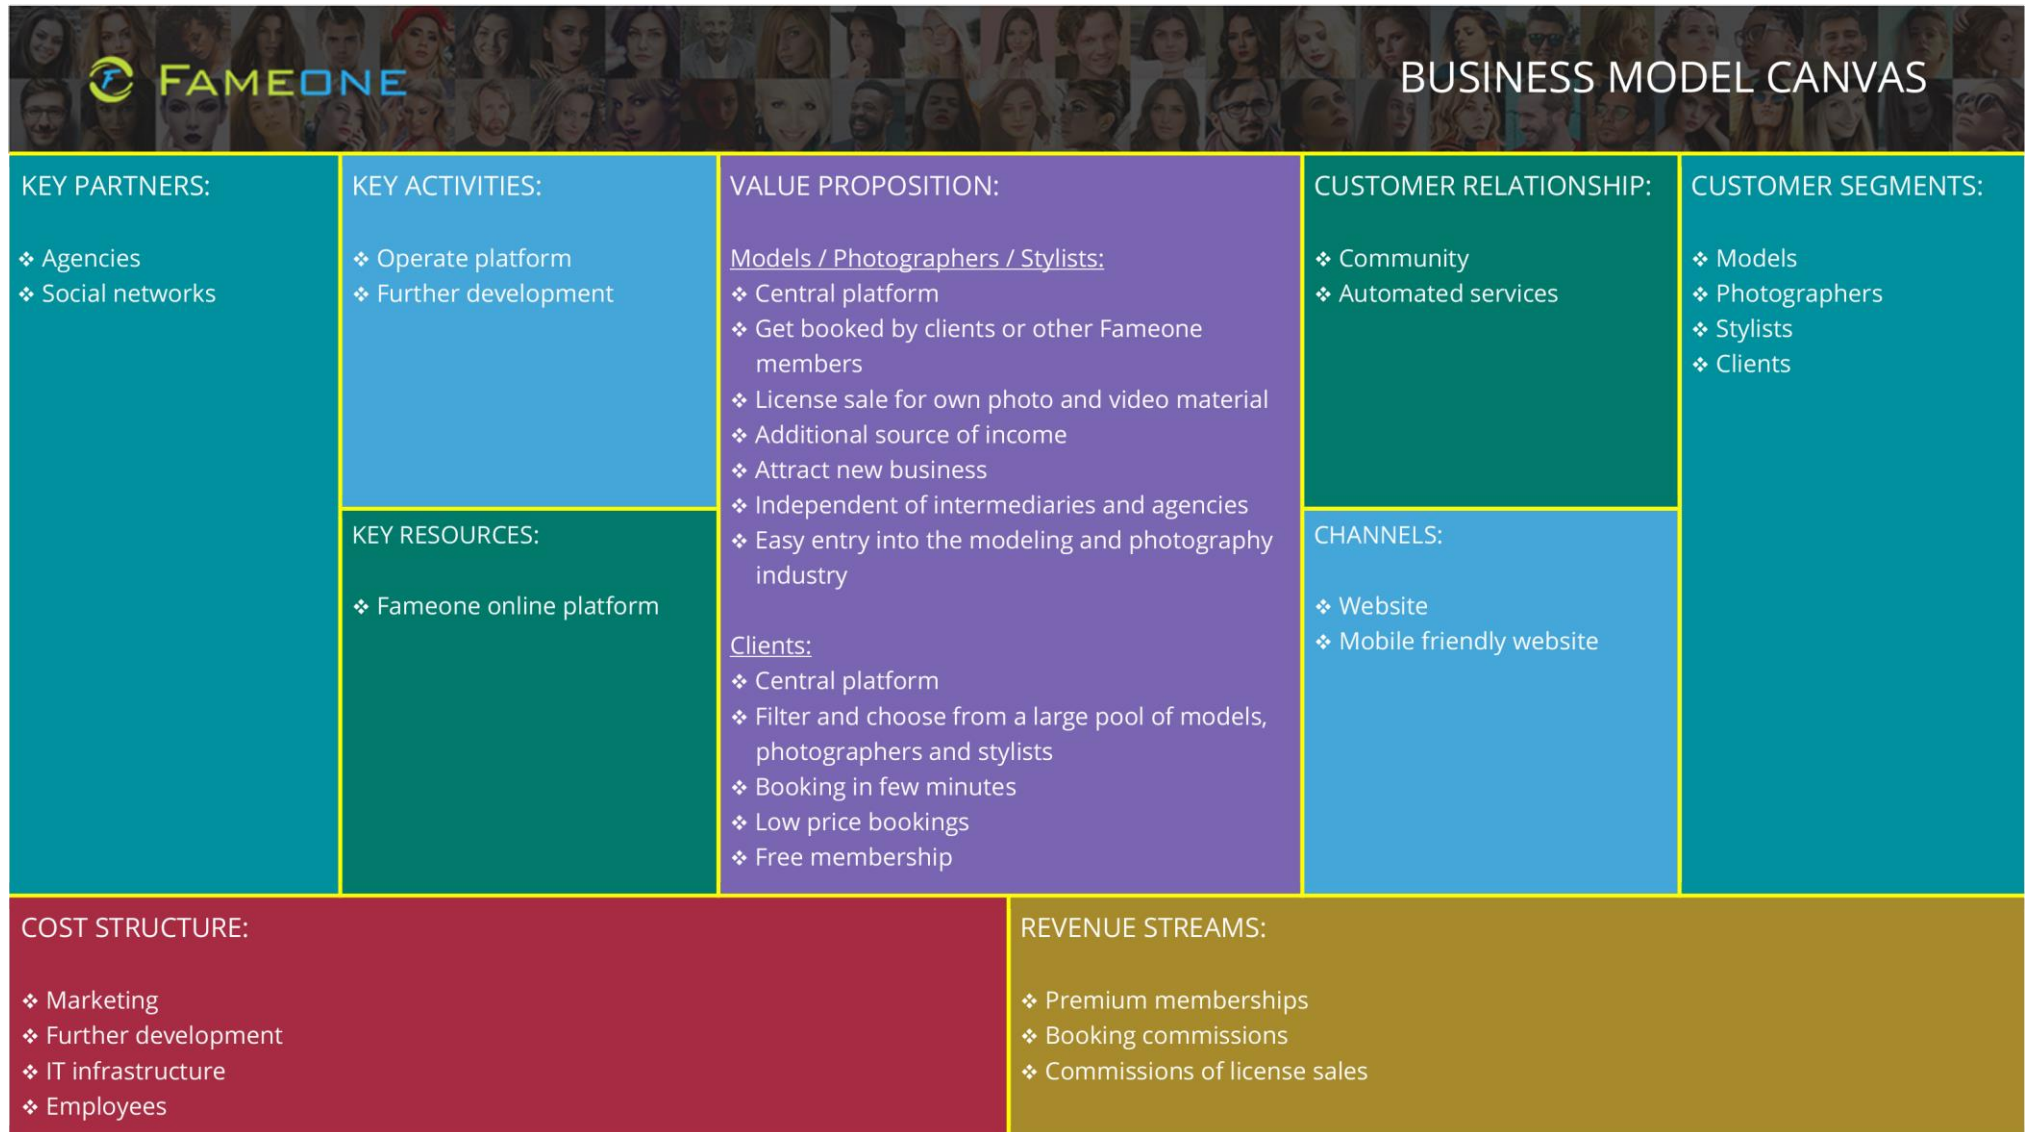 FAMEONE
BUSINESS MODEL CANVAS
KEY PARTNERS:
❖ Agencies
❖ Social networks
KEY ACTIVITIES:
❖ Operate platform
❖ Further development
KEY RESOURCES:
❖ Fameone online platform
VALUE PROPOSITION:
Models / Photographers / Stylists:
❖ Central platform
❖ Get booked by clients or other Fameone
members
❖ License sale for own photo and video material
❖ Additional source of income
❖ Attract new business
❖ Independent of intermediaries and agencies
❖ Easy entry into the modeling and photography
industry
Clients:
❖ Central platform
❖ Filter and choose from a large pool of models,
photographers and stylists
❖ Booking in few minutes
❖ Low price bookings
❖ Free membership
CUSTOMER RELATIONSHIP:
❖ Community
❖ Automated services
CHANNELS:
❖ Website
❖ Mobile friendly website
CUSTOMER SEGMENTS:
❖ Models
❖ Photographers
❖ Stylists
❖ Clients
COST STRUCTURE:
❖ Marketing
❖ Further development
❖ IT infrastructure
❖ Employees
REVENUE STREAMS:
❖ Premium memberships
❖ Booking commissions
❖ Commissions of license sales